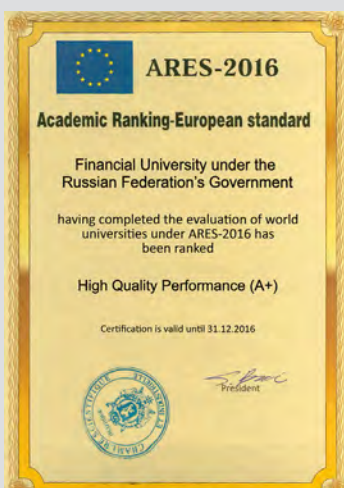 ARES-2016
Academic Ranking-European standard
Financial University under the
Russian Federation's Government
having completed the evaluation of world
universities under ARES-2016 has
been ranked
High Quality Performance (A+)
Certification is valid until 31.12.2016
President